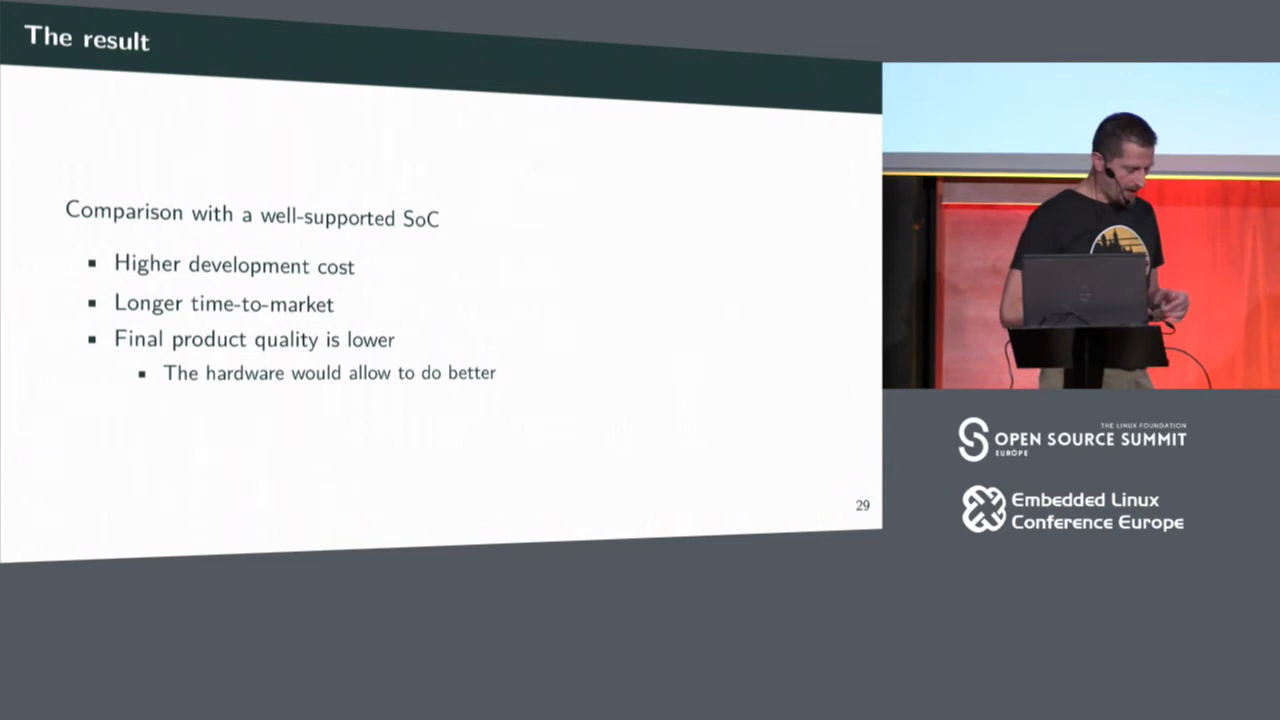 The result
Comparison with a well-supported SoC
▪ Higher development cost
▪ Longer time-to-market
▪ Final product quality is lower
▪ The hardware would allow to do better
29
THE LINUX FOUNDATION
OPEN SOURCE SUMMIT
EUROPE
Embedded Linux
Conference Europe